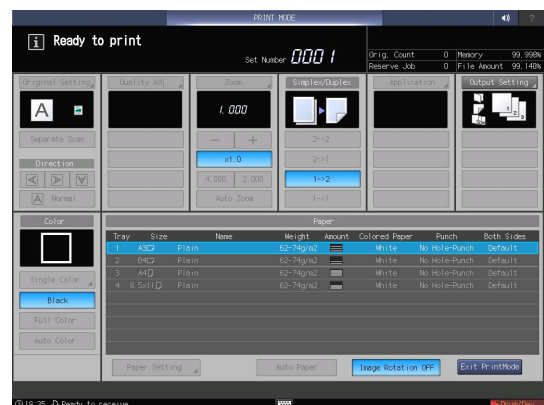 PRINT MODE
?
i Ready to print
Set Number 0001
Orig. Count 0 Memory 99.998%
Reserve Job 0 File Amount 99.140%
Original Setting Quality Adj. Zoom Simplex/Duplex Application Output Setting
A 1.000
Separate Scan - + 2->2
Direction x1.0 2->1
4.000 2.000 1->2
Normal Auto Zoom 1->1
Color Paper
Tray Size Name Weight Amount Colored Paper Punch Both Sides
1 A3 Plain 62-74g/m2 White No Hole-Punch Default
2 B4 Plain 62-74g/m2 White No Hole-Punch Default
3 A4 Plain 62-74g/m2 White No Hole-Punch Default
4 8.5x11 Plain 62-74g/m2 White No Hole-Punch Default
Single Color
Black
Full Color
Auto Color
Paper Setting Auto Paper Image Rotation OFF Exit PrintMode
18:35 Ready to receive Drum/Dev.